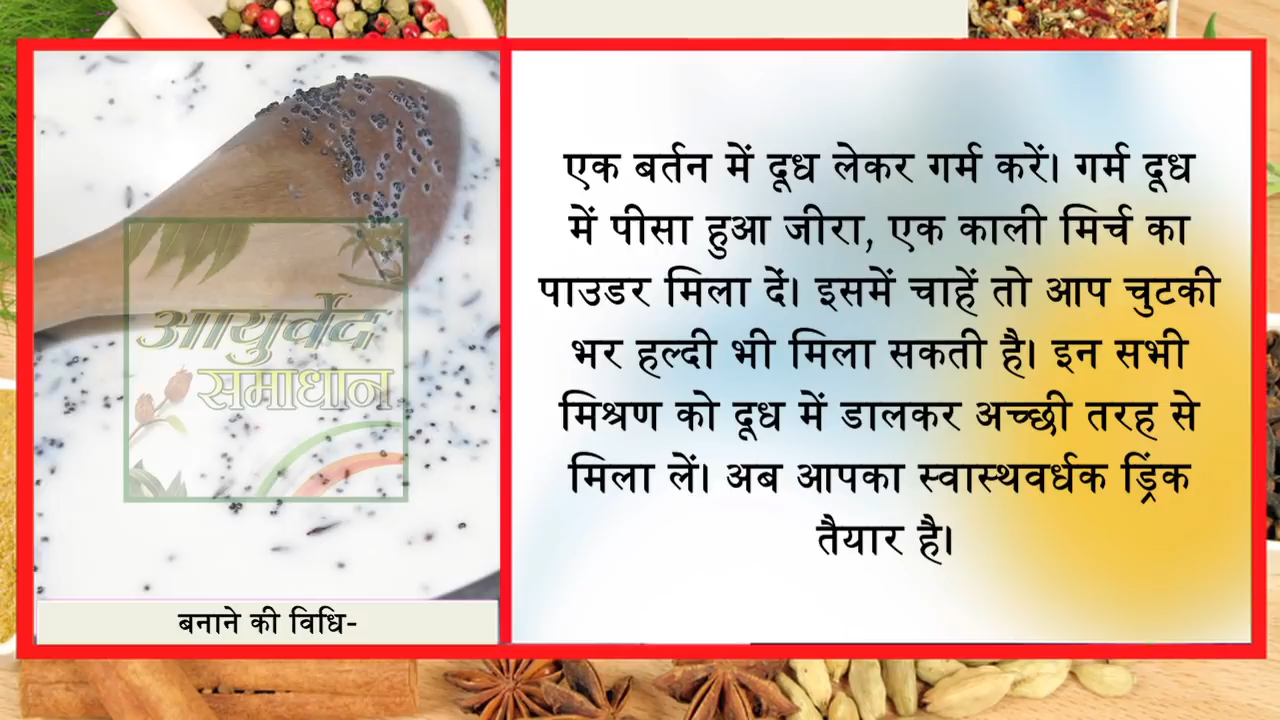 एक बर्तन में दूध लेकर गर्म करें। गर्म दूध
में पीसा हुआ जीरा, एक काली मिर्च का
पाउडर मिला दें। इसमें चाहें तो आप चुटकी
भर हल्दी भी मिला सकती है। इन सभी
मिश्रण को दूध में डालकर अच्छी तरह से
मिला लें। अब आपका स्वास्थवर्धक ड्रिंक
तैयार है।
आयुर्वेद
समाधान
बनाने की विधि-